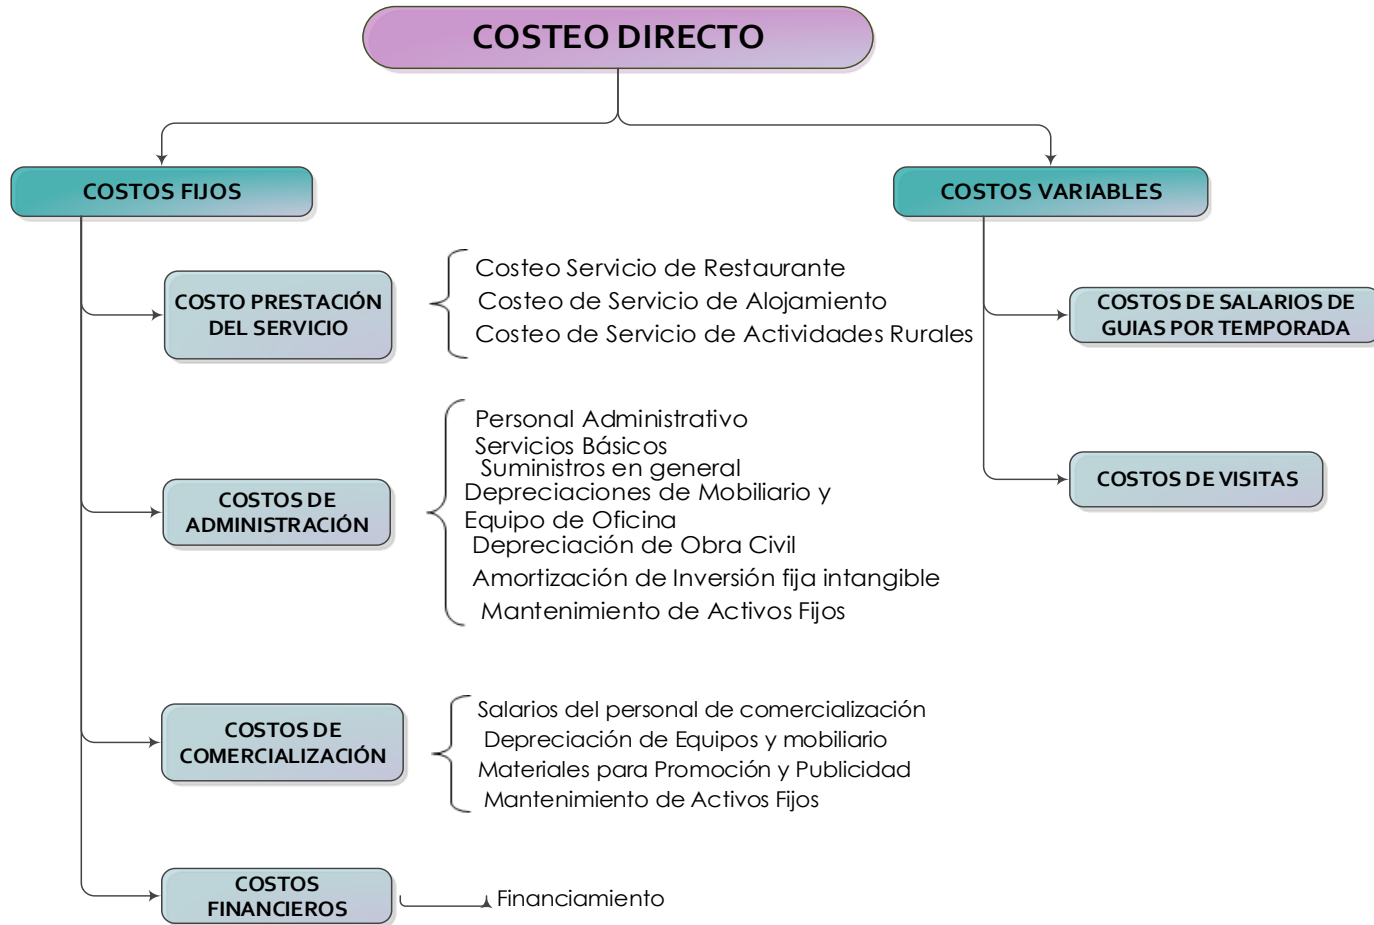 COSTEO DIRECTO
COSTOS FIJOS
COSTO PRESTACIÓN
DEL SERVICIO
Costeo Servicio de Restaurante
Costeo de Servicio de Alojamiento
Costeo de Servicio de Actividades Rurales
COSTOS DE
ADMINISTRACIÓN
Personal Administrativo
Servicios Básicos
Suministros en general
Depreciaciones de Mobiliario y
Equipo de Oficina
Depreciación de Obra Civil
Amortización de Inversión fija intangible
Mantenimiento de Activos Fijos
COSTOS DE
COMERCIALIZACIÓN
Salarios del personal de comercialización
Depreciación de Equipos y mobiliario
Materiales para Promoción y Publicidad
Mantenimiento de Activos Fijos
COSTOS
FINANCIEROS
Financiamiento
COSTOS VARIABLES
COSTOS DE SALARIOS DE
GUIAS POR TEMPORADA
COSTOS DE VISITAS